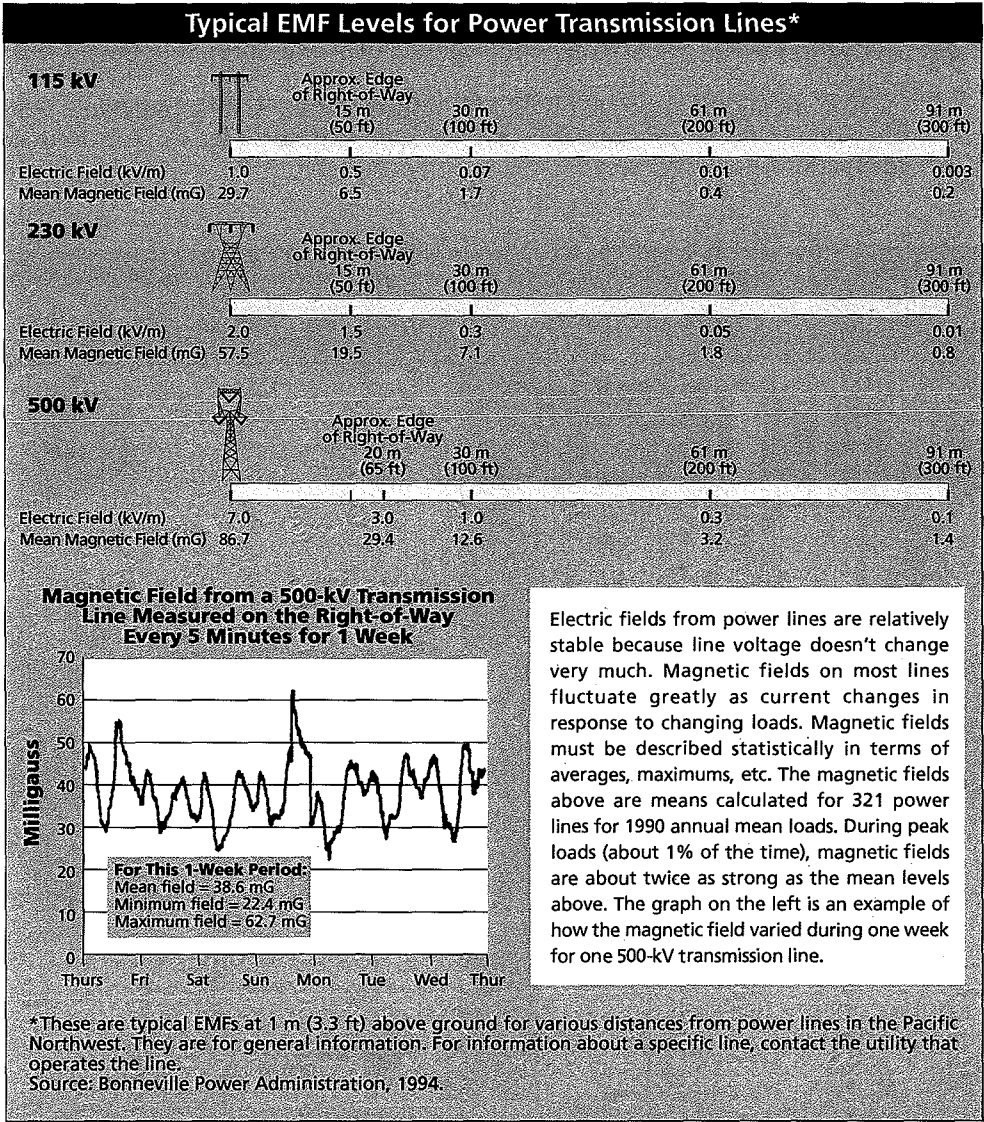 Typical EMF Levels for Power Transmission Lines*
115 kV
Approx. Edge
of Right-of-Way
15 m 30 m 61 m 91 m
(50 ft) (100 ft) (200 ft) (300 ft)
Electric Field (kV/m) 1.0 0.5 0.07 0.01 0.003
Mean Magnetic Field (mG) 29.7 6.5 1.7 0.4 0.2
230 kV
Approx. Edge
of Right-of-Way
15 m 30 m 61 m 91 m
(50 ft) (100 ft) (200 ft) (300 ft)
Electric Field (kV/m) 2.0 1.5 0.3 0.05 0.01
Mean Magnetic Field (mG) 57.5 19.5 7.1 1.8 0.8
500 kV
Approx. Edge
of Right-of-Way
20 m 30 m 61 m 91 m
(65 ft) (100 ft) (200 ft) (300 ft)
Electric Field (kV/m) 7.0 3.0 1.0 0.3 0.1
Mean Magnetic Field (mG) 86.7 29.4 12.6 3.2 1.4
Magnetic Field from a 500-kV Transmission
Line Measured on the Right-of-Way
Every 5 Minutes for 1 Week
Milligauss
70
60
50
40
30
20
10
0
For This 1-Week Period:
Mean field = 38.6 mG
Minimum field = 22.4 mG
Maximum field = 62.7 mG
Thurs Fri Sat Sun Mon Tue Wed Thur
Electric fields from power lines are relatively
stable because line voltage doesn't change
very much. Magnetic fields on most lines
fluctuate greatly as current changes in
response to changing loads. Magnetic fields
must be described statistically in terms of
averages, maximums, etc. The magnetic fields
above are means calculated for 321 power
lines for 1990 annual mean loads. During peak
loads (about 1% of the time), magnetic fields
are about twice as strong as the mean levels
above. The graph on the left is an example of
how the magnetic field varied during one week
for one 500-kV transmission line.
*These are typical EMFs at 1 m (3.3 ft) above ground for various distances from power lines in the Pacific
Northwest. They are for general information. For information about a specific line, contact the utility that
operates the line.
Source: Bonneville Power Administration, 1994.